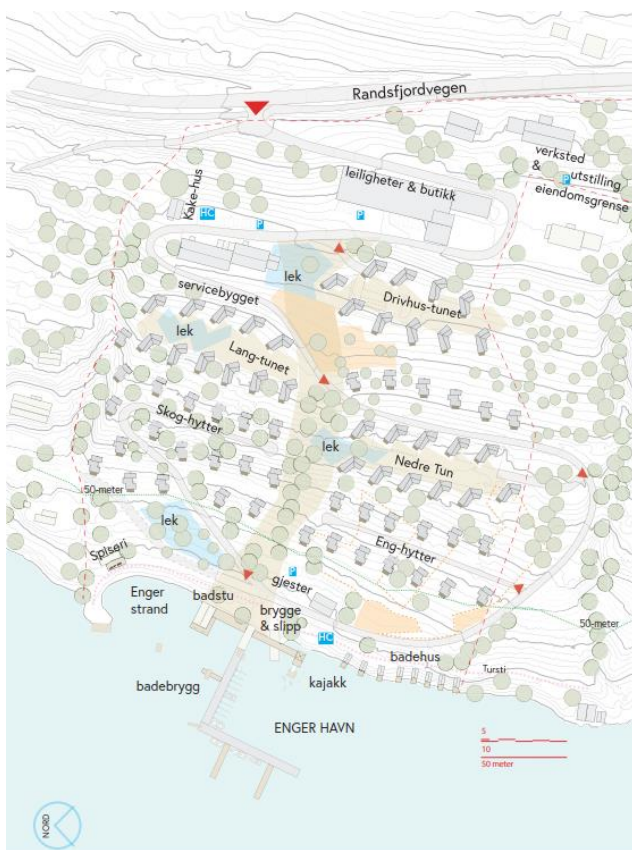 Randsfjordvegen
verksted
& utstilling
P
eiendomsgrense
leiligheter & butikk
Kake-hus
HC
P
P
lek
servicebygget
Drivhus-tunet
lek
Lang-tunet
Skog-hytter
lek
Nedre Tun
50-meter
lek
Eng-hytter
Spiseri
P
gjester
Enger
strand
badstu
brygge
& slipp
HC
50-meter
badehus
Tursti
badebrygg
kajakk
ENGER HAVN
5
10
50 meter
NORD